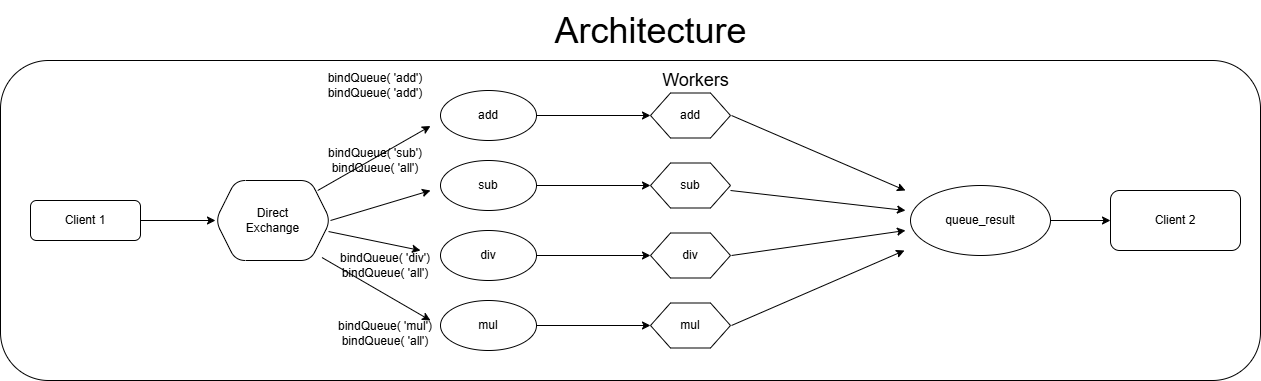 Architecture
bindQueue( 'add')
bindQueue( 'add')
Workers
add
add
bindQueue( 'sub')
bindQueue( 'all')
sub
sub
Client 1
Direct
Exchange
queue_result
Client 2
bindQueue( 'div')
bindQueue( 'all')
div
div
bindQueue( 'mul')
bindQueue( 'all')
mul
mul